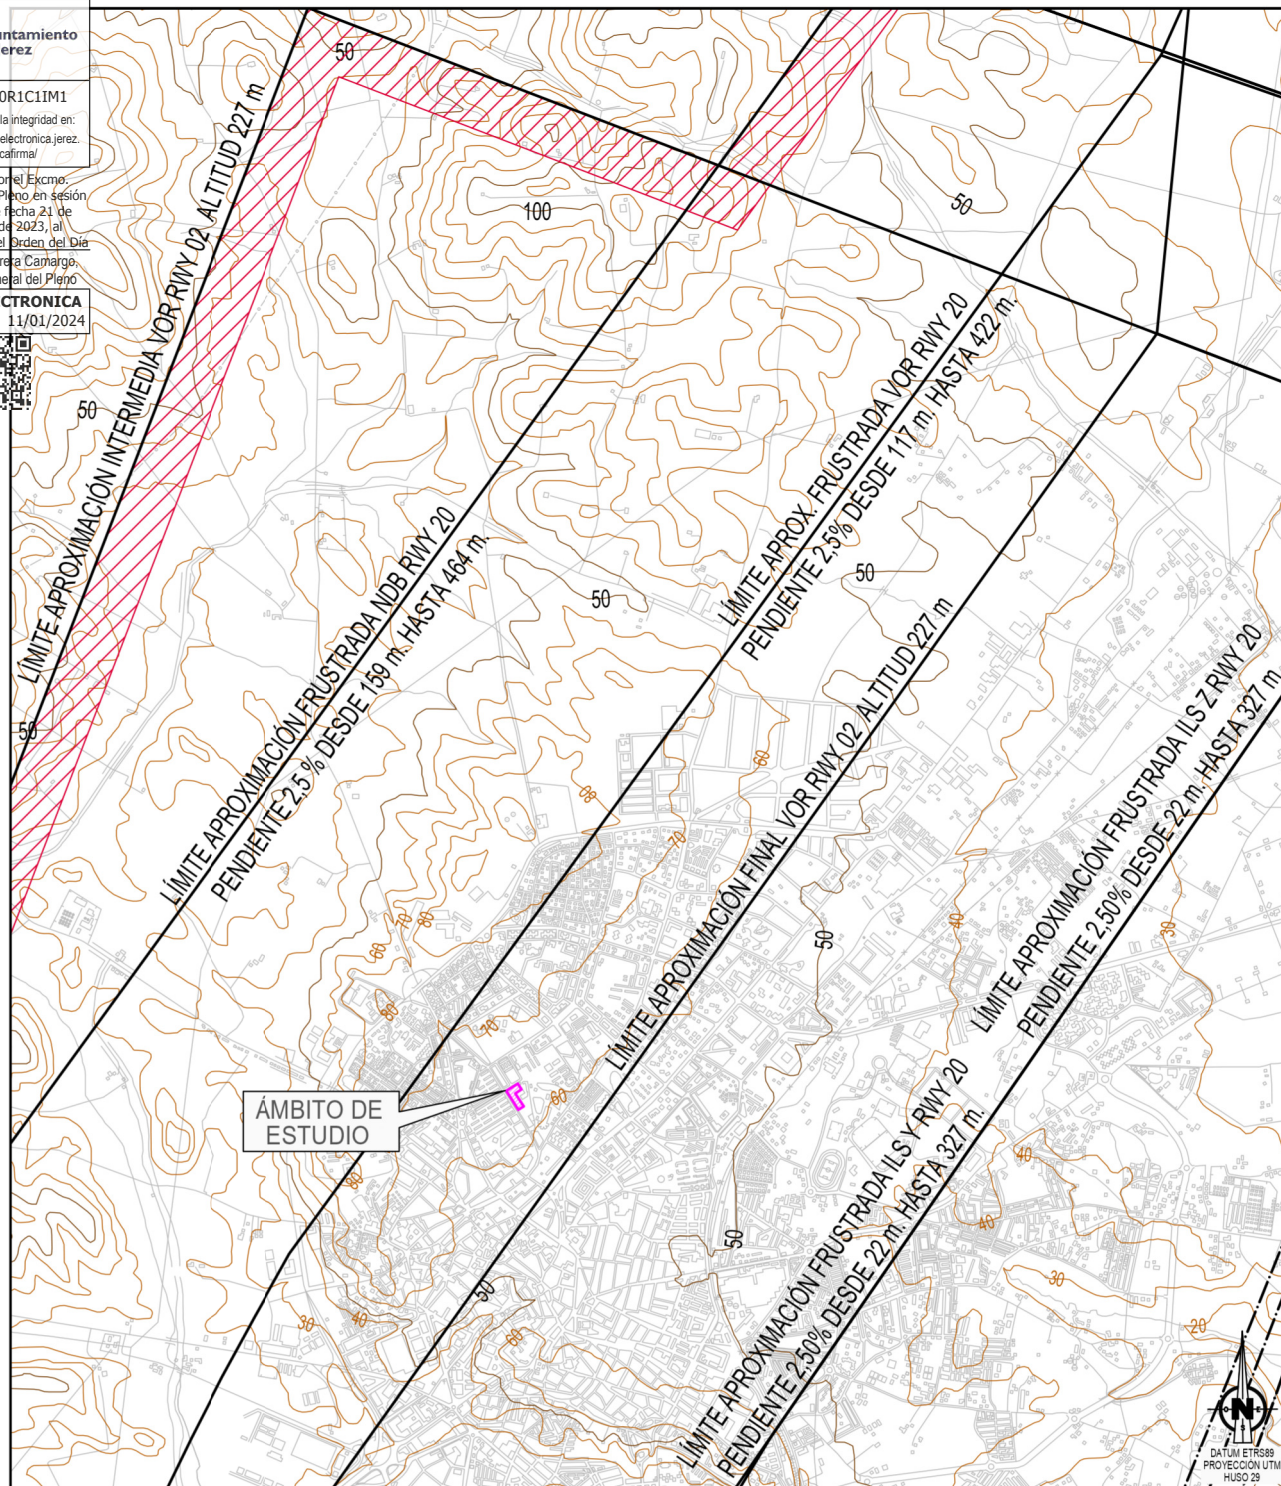 untamiento
erez
0R1C1IM1
la integridad en:
electronica.jerez.
cafirma/
or el Excmo.
Pleno en sesión
fecha 21 de
de 2023, al
el Orden del Día
rera Camargo,
neral del Pleno
CTRONICA
11/01/2024
50
100
50
50
50
50
50
LÍMITE APROXIMACIÓN INTERMEDIA VOR RWY 02 ALTITUD 227 m
LÍMITE APROXIMACIÓN FRUSTRADA NDB RWY 20
PENDIENTE 2,5 % DESDE 159 m. HASTA 464 m.
LÍMITE APROX. FRUSTRADA VOR RWY 20
PENDIENTE 2,5% DESDE 117 m. HASTA 422 m.
LÍMITE APROXIMACIÓN FINAL VOR RWY 02 ALTITUD 227 m
LÍMITE APROXIMACIÓN FRUSTRADA ILS Z RWY 20
PENDIENTE 2,50% DESDE 22 m. HASTA 327 m.
LÍMITE APROXIMACIÓN FRUSTRADA ILS Y RWY 20
PENDIENTE 2,50% DESDE 22 m. HASTA 327 m.
60
80
70
70
80
60
50
40
30
80
70
60
ÁMBITO DE
ESTUDIO
80
40
40
50
50
30
20
30
40
60
N
DATUM ETRS89
PROYECCIÓN UTM
HUSO 29